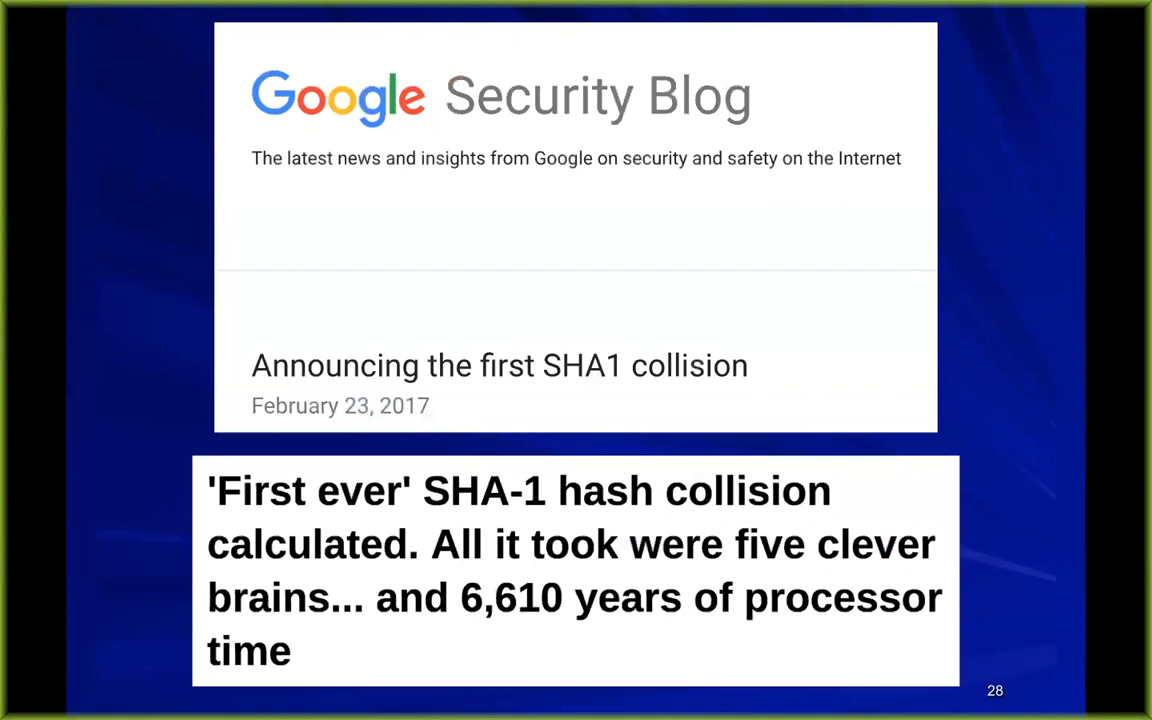 Google Security Blog
The latest news and insights from Google on security and safety on the Internet
Announcing the first SHA1 collision
February 23, 2017
'First ever' SHA-1 hash collision
calculated. All it took were five clever
brains... and 6,610 years of processor
time
28